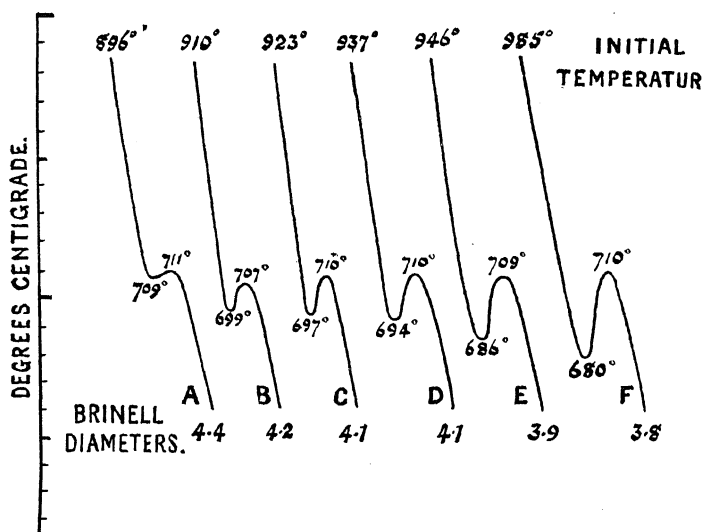 896° 910° 923° 937° 946° 985° INITIAL
TEMPERATUR
DEGREES CENTIGRADE.
709° 711° 699° 707° 697° 710° 694° 710° 686° 709° 680° 710°
A B C D E F
BRINELL
DIAMETERS. 4.4 4.2 4.1 4.1 3.9 3.8